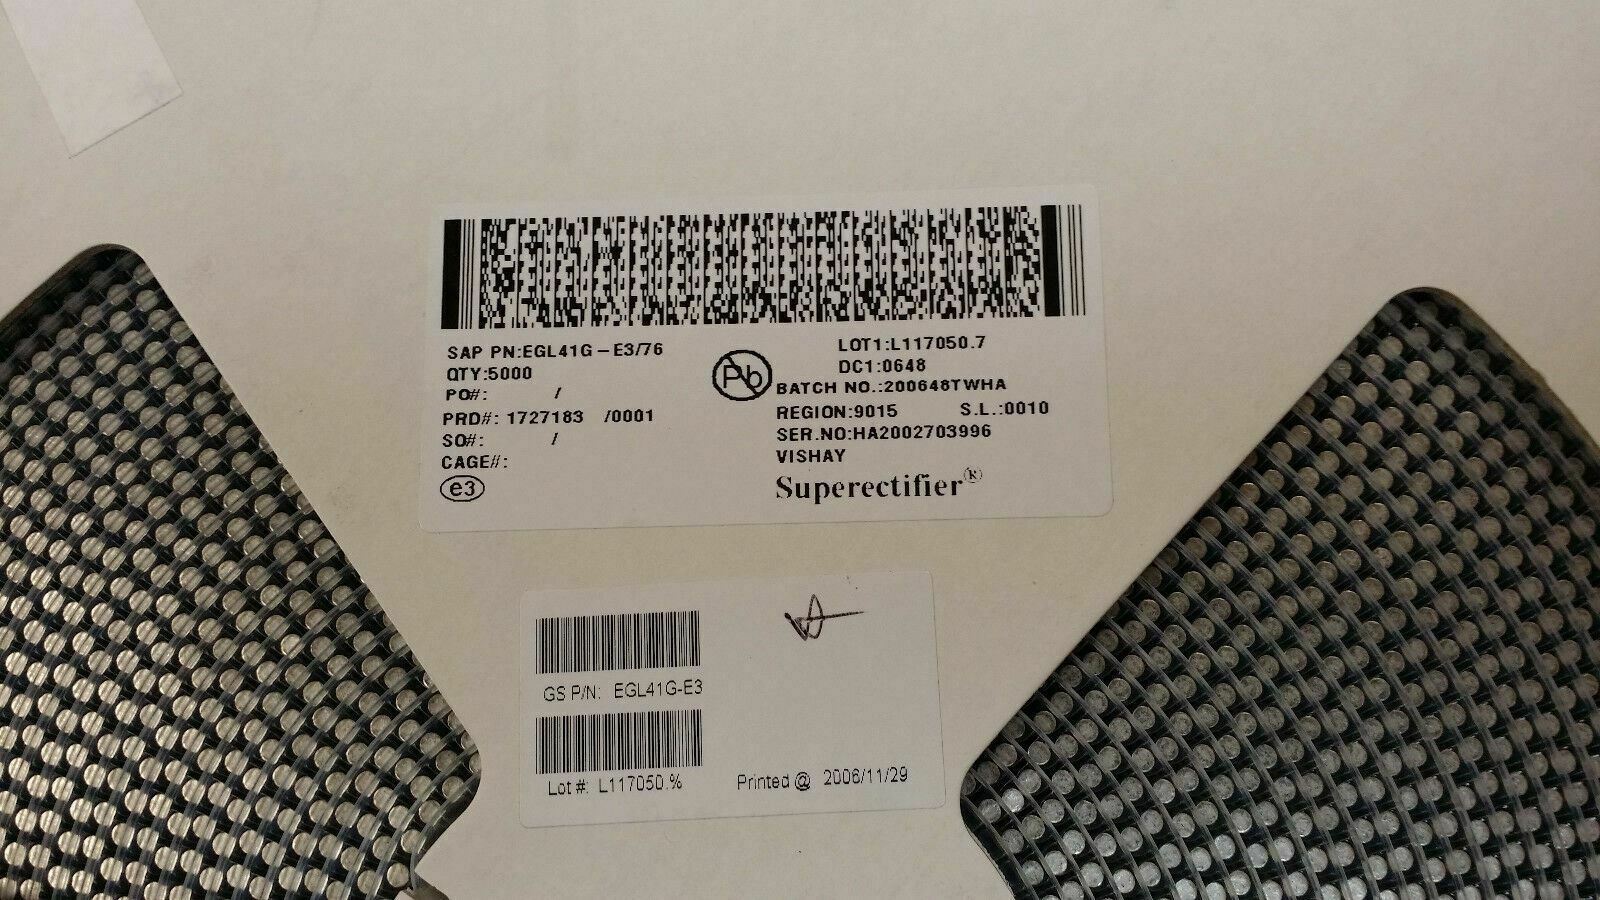 SAP PN:EGL41G-E3/76
QTY:5000
PO#: /
PRD#: 1727183 /0001
SO#: /
CAGE#:
e3
Pb
LOT1:L117050.7
DC1:0648
BATCH NO.:200648TWHA
REGION:9015 S.L.:0010
SER.NO:HA2002703996
VISHAY
Superectifier®
GS P/N: EGL41G-E3
Lot #: L117050.%
Printed @ 2006/11/29